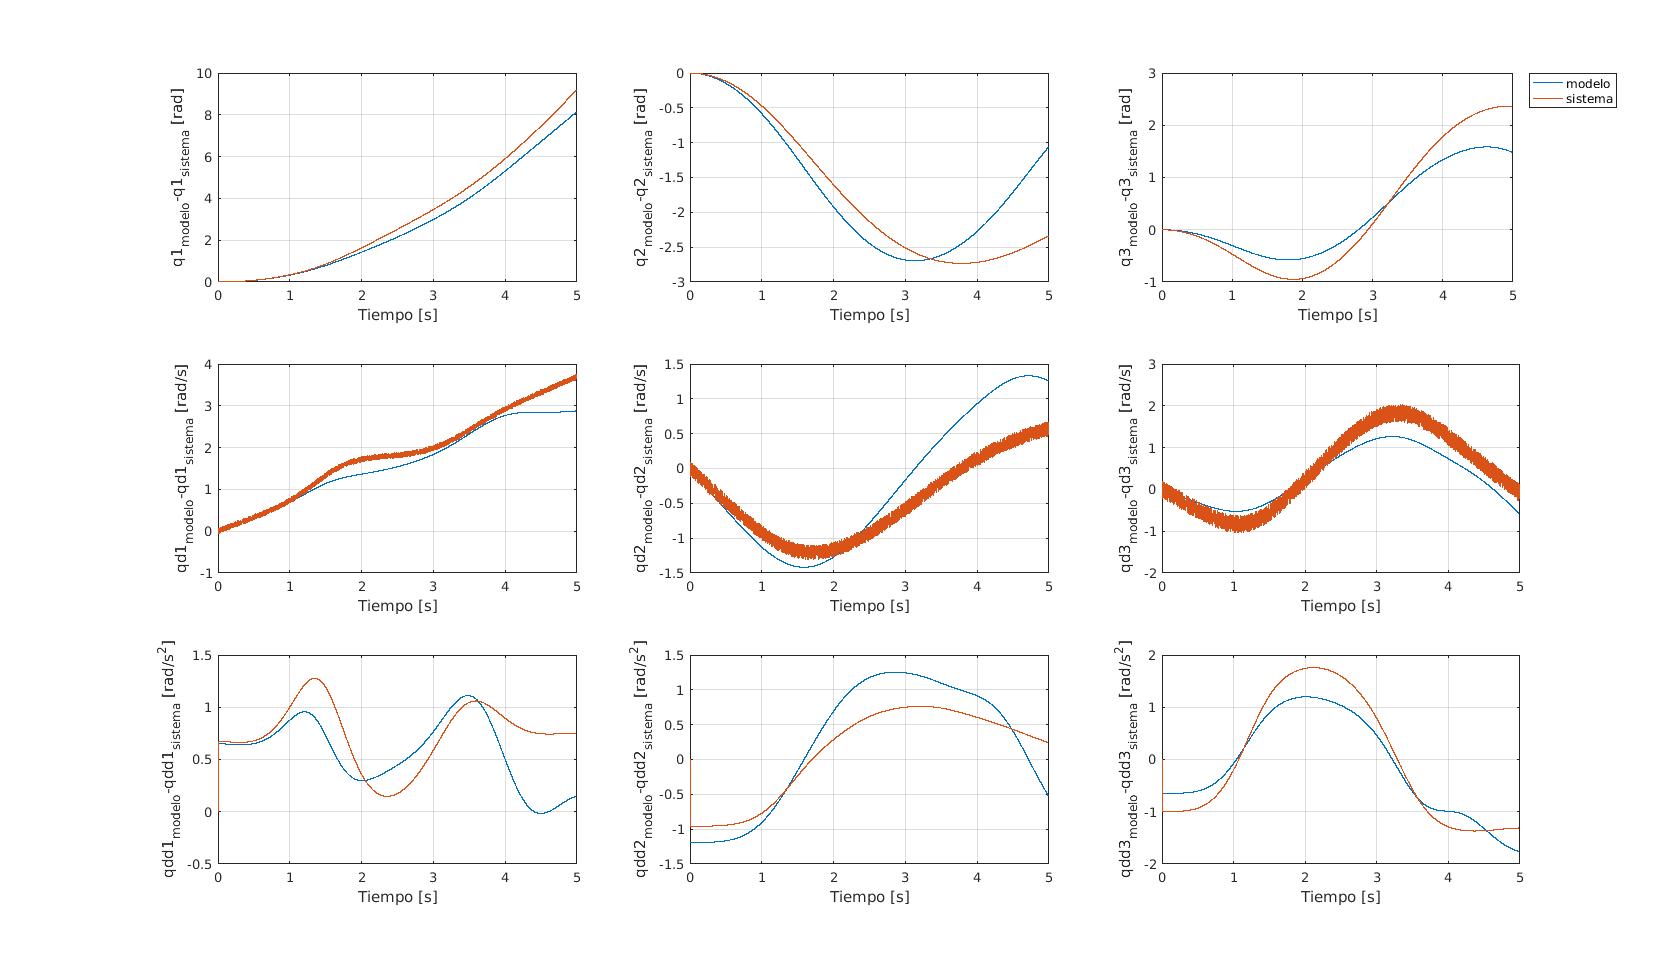 q1modelo-q1sistema [rad]
10
8
6
4
2
0
0 1 2 3 4 5
Tiempo [s]
q2modelo-q2sistema [rad]
0
-0.5
-1
-1.5
-2
-2.5
-3
0 1 2 3 4 5
Tiempo [s]
q3modelo-q3sistema [rad]
3
2
1
0
-1
0 1 2 3 4 5
Tiempo [s]
modelo
sistema
qd1modelo-qd1sistema [rad/s]
4
3
2
1
0
-1
0 1 2 3 4 5
Tiempo [s]
qd2modelo-qd2sistema [rad/s]
1.5
1
0.5
0
-0.5
-1
-1.5
0 1 2 3 4 5
Tiempo [s]
qd3modelo-qd3sistema [rad/s]
3
2
1
0
-1
-2
0 1 2 3 4 5
Tiempo [s]
qdd1modelo-qdd1sistema [rad/s2]
1.5
1
0.5
0
-0.5
0 1 2 3 4 5
Tiempo [s]
qdd2modelo-qdd2sistema [rad/s2]
1.5
1
0.5
0
-0.5
-1
-1.5
0 1 2 3 4 5
Tiempo [s]
qdd3modelo-qdd3sistema [rad/s2]
2
1
0
-1
-2
0 1 2 3 4 5
Tiempo [s]